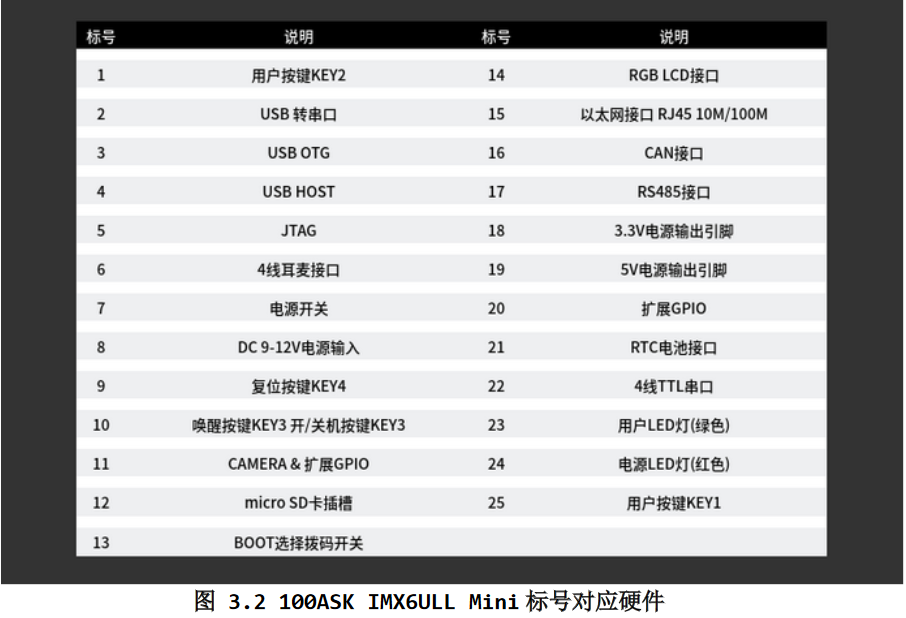 标号 说明 标号 说明
1 用户按键KEY2 14 RGB LCD接口
2 USB 转串口 15 以太网接口 RJ45 10M/100M
3 USB OTG 16 CAN接口
4 USB HOST 17 RS485接口
5 JTAG 18 3.3V电源输出引脚
6 4线耳麦接口 19 5V电源输出引脚
7 电源开关 20 扩展GPIO
8 DC 9-12V电源输入 21 RTC电池接口
9 复位按键KEY4 22 4线TTL串口
10 唤醒按键KEY3 开/关机按键KEY3 23 用户LED灯(绿色)
11 CAMERA & 扩展GPIO 24 电源LED灯(红色)
12 micro SD卡插槽 25 用户按键KEY1
13 BOOT选择拨码开关
图 3.2 100ASK IMX6ULL Mini 标号对应硬件